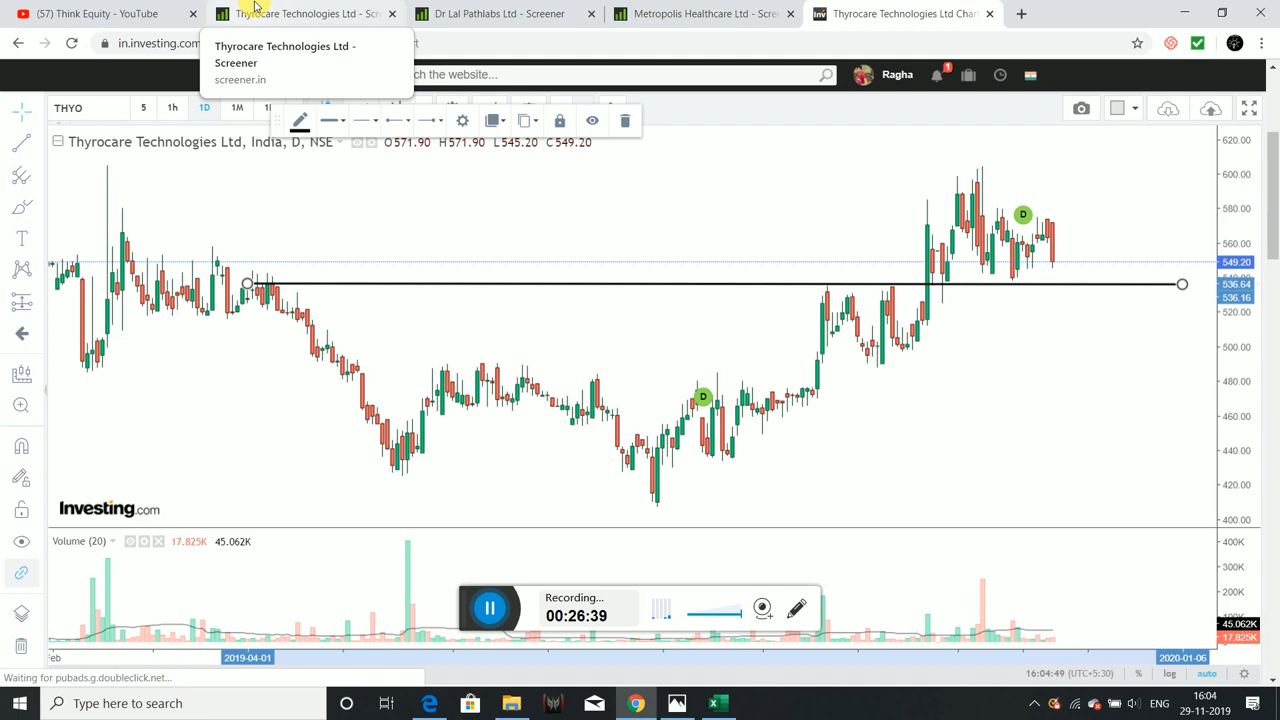 (57) Think Equity - YouTube
Thyrocare Technologies Ltd - Scr
Dr Lal Pathlabs Ltd - Screener
Metropolis Healthcare Ltd - Scree
Thyrocare Technologies Ltd Char
in.investing.com
Thyrocare Technologies Ltd -
Screener
screener.in
ch the website...
Ragha
1
THYO
5
1h
1D
1M
Thyrocare Technologies Ltd, India, D, NSE
O571.90 H571.90 L545.20 C549.20
620.00
600.00
580.00
560.00
549.20
536.64
536.16
520.00
500.00
480.00
460.00
440.00
420.00
400.00
D
D
Investing.com
Volume (20)
17.825K
45.062K
400K
300K
200K
45.062K
17.825K
Recording...
00:26:39
eb
2019-04-01
2020-01-06
Waiting for pubads.g.doubleclick.net...
16:04:49 (UTC+5:30)
%
log
auto
Type here to search
ENG
16:04
29-11-2019